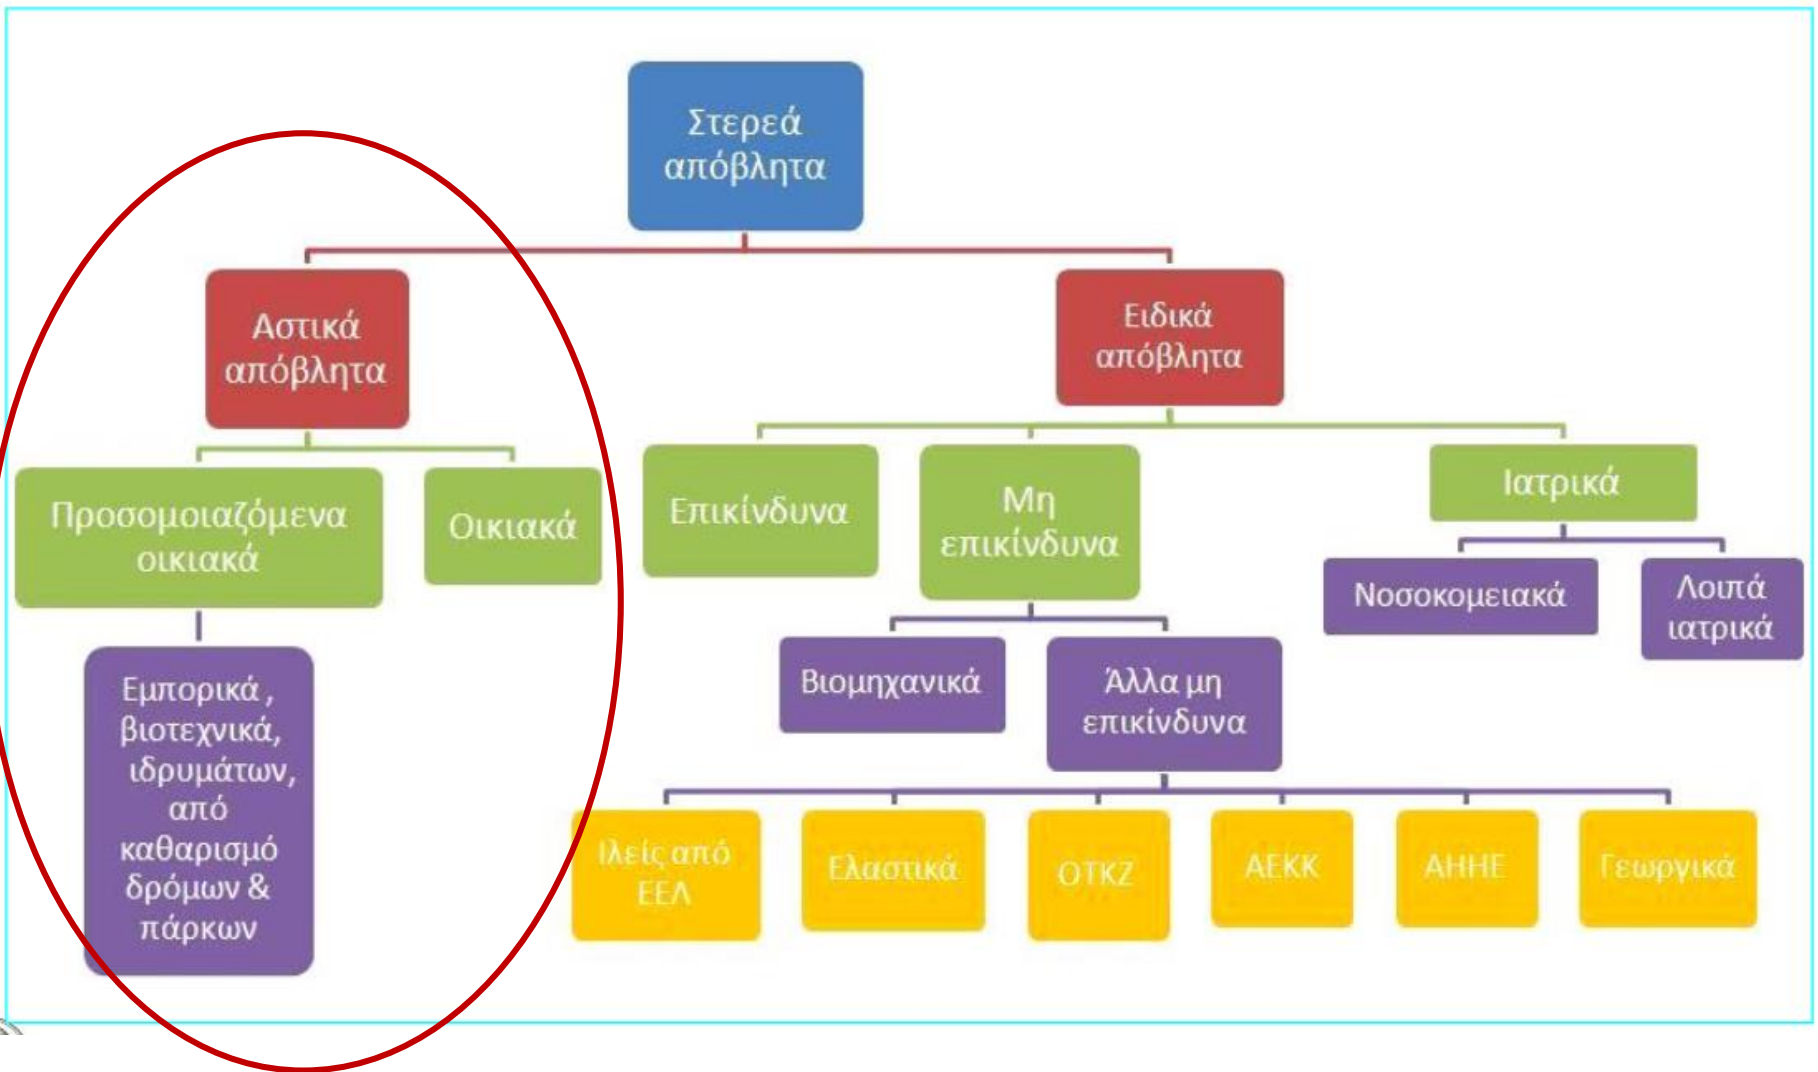 Στερεά
απόβλητα
Αστικά
απόβλητα
Ειδικά
απόβλητα
Προσομοιαζόμενα
οικιακά
Οικιακά
Επικίνδυνα
Μη
επικίνδυνα
Ιατρικά
Εμπορικά ,
βιοτεχνικά,
ιδρυμάτων,
από
καθαρισμό
δρόμων &
πάρκων
Βιομηχανικά
Άλλα μη
επικίνδυνα
Νοσοκομειακά
Λοιπά
ιατρικά
Ιλείς από
ΕΕΛ
Ελαστικά
ΟΤΚΖ
ΑΕΚΚ
ΑΗΗΕ
Γεωργικά